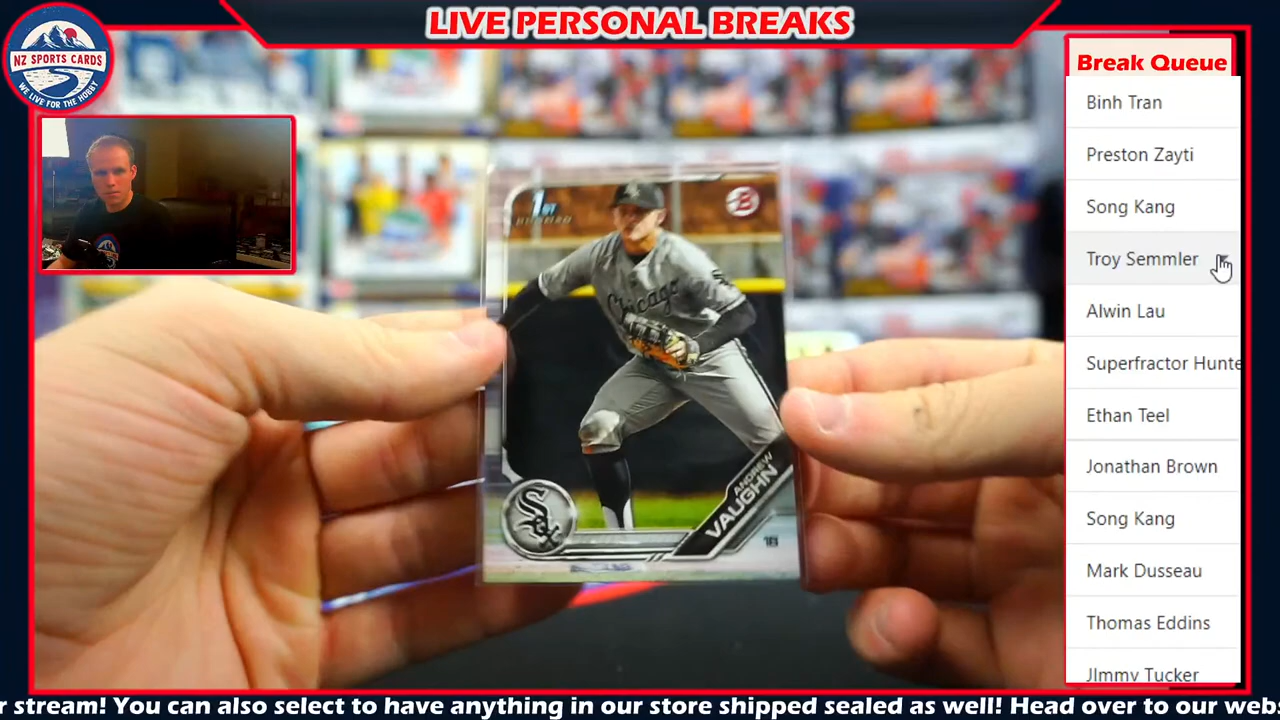 LIVE PERSONAL BREAKS
NZ SPORTS CARDS
WE LIVE FOR THE HOBBY
Break Queue
Binh Tran
Preston Zayti
Song Kang
Troy Semmler
Alwin Lau
Superfractor Hunte
Ethan Teel
Jonathan Brown
Song Kang
Mark Dusseau
Thomas Eddins
JImmy Tucker
1ST
BOWMAN
B
Chicago
ANDREW
VAUGHN
r stream! You can also select to have anything in our store shipped sealed as well! Head over to our webs